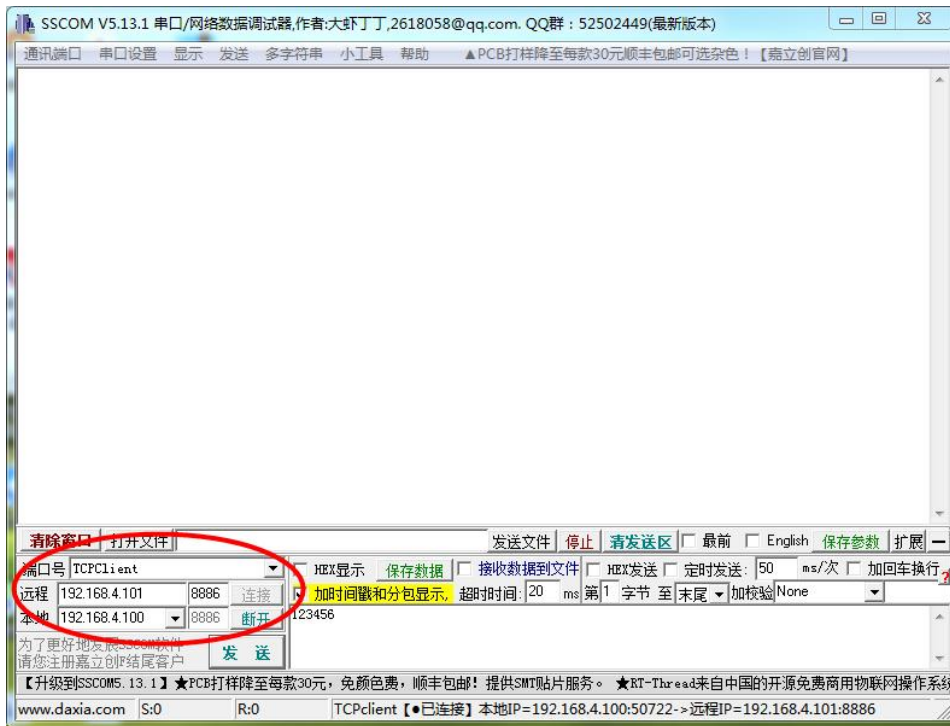 SSCOM V5.13.1 串口/网络数据调试器,作者:大虾丁丁,2618058@qq.com. QQ群：52502449(最新版本)
通讯端口 串口设置 显示 发送 多字符串 小工具 帮助 ▲PCB打样降至每款30元顺丰包邮可选杂色！【嘉立创官网】
清除窗口 打开文件 发送文件 停止 清发送区 最前 English 保存参数 扩展 —
端口号 TCPClient HEX显示 保存数据 接收数据到文件 HEX发送 定时发送: 50 ms/次 加回车换行 ?
远程 192.168.4.101 8886 连接 加时间戳和分包显示, 超时时间: 20 ms 第1 字节 至 末尾 加校验 None
本地 192.168.4.100 8886 断开 123456
为了更好地发展SSCOM软件
请您注册嘉立创F结尾客户 发 送
【升级到SSCOM5.13.1】★PCB打样降至每款30元，免颜色费，顺丰包邮！提供SMT贴片服务。 ★RT-Thread来自中国的开源免费商用物联网操作系统
www.daxia.com S:0 R:0 TCPclient【●已连接】本地IP=192.168.4.100:50722->远程IP=192.168.4.101:8886